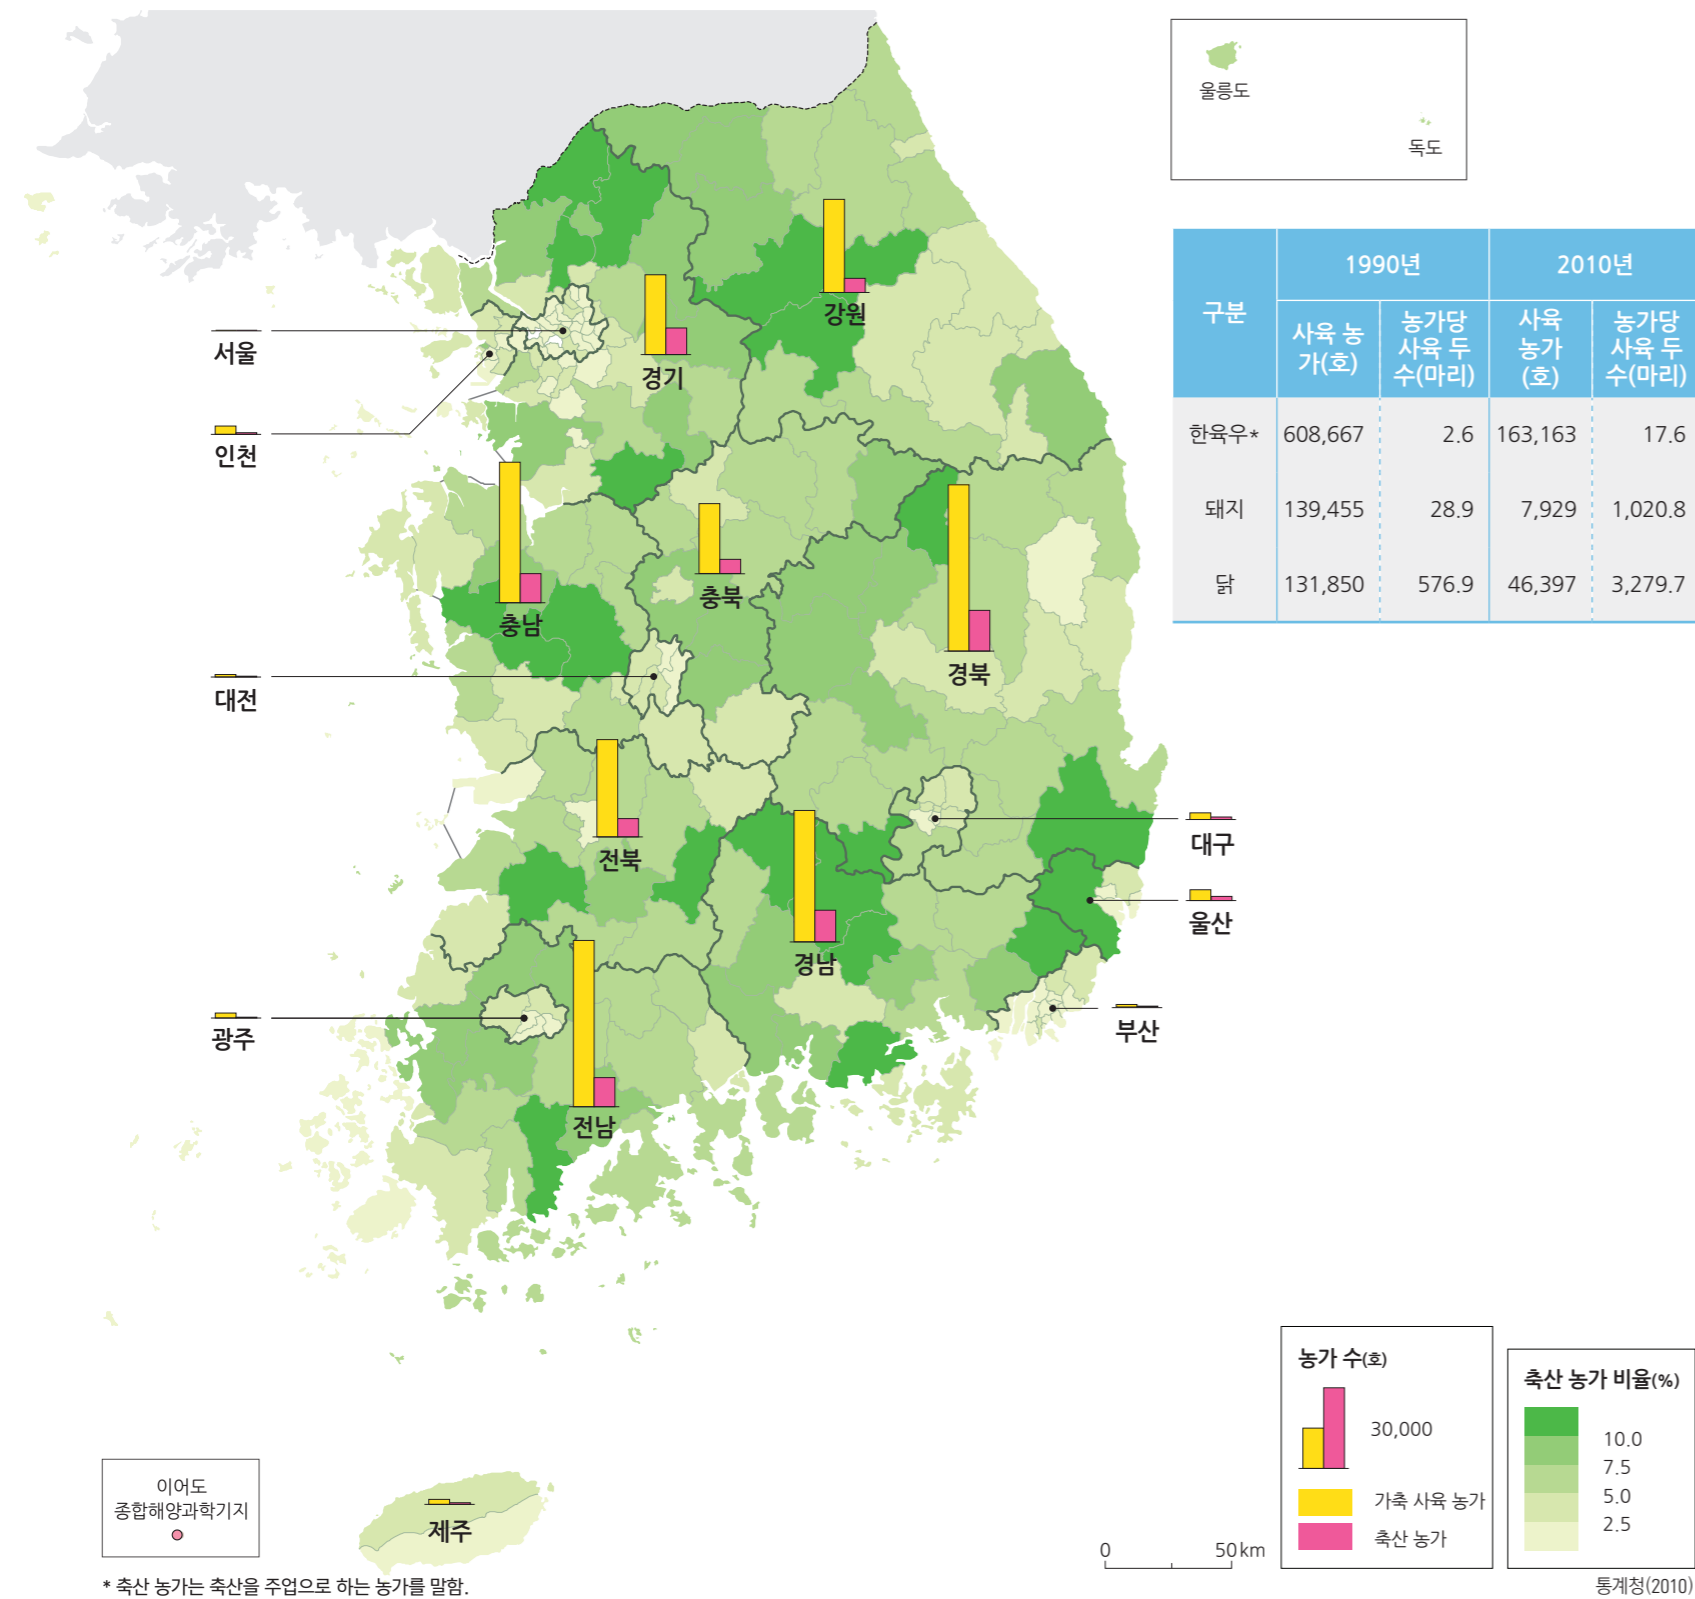 울릉도
독도
구분
1990년
2010년
사육 농
가(호)
농가당
사육 두
수(마리)
사육
농가
(호)
농가당
사육 두
수(마리)
한육우* 608,667 2.6 163,163 17.6
돼지 139,455 28.9 7,929 1,020.8
닭 131,850 576.9 46,397 3,279.7
강원
서울
경기
인천
충북
충남
경북
대전
대구
전북
울산
경남
광주
부산
전남
제주
이어도
종합해양과학기지
* 축산 농가는 축산을 주업으로 하는 농가를 말함.
0 50 km
농가 수(호)
30,000
가축 사육 농가
축산 농가
축산 농가 비율(%)
10.0
7.5
5.0
2.5
통계청(2010)